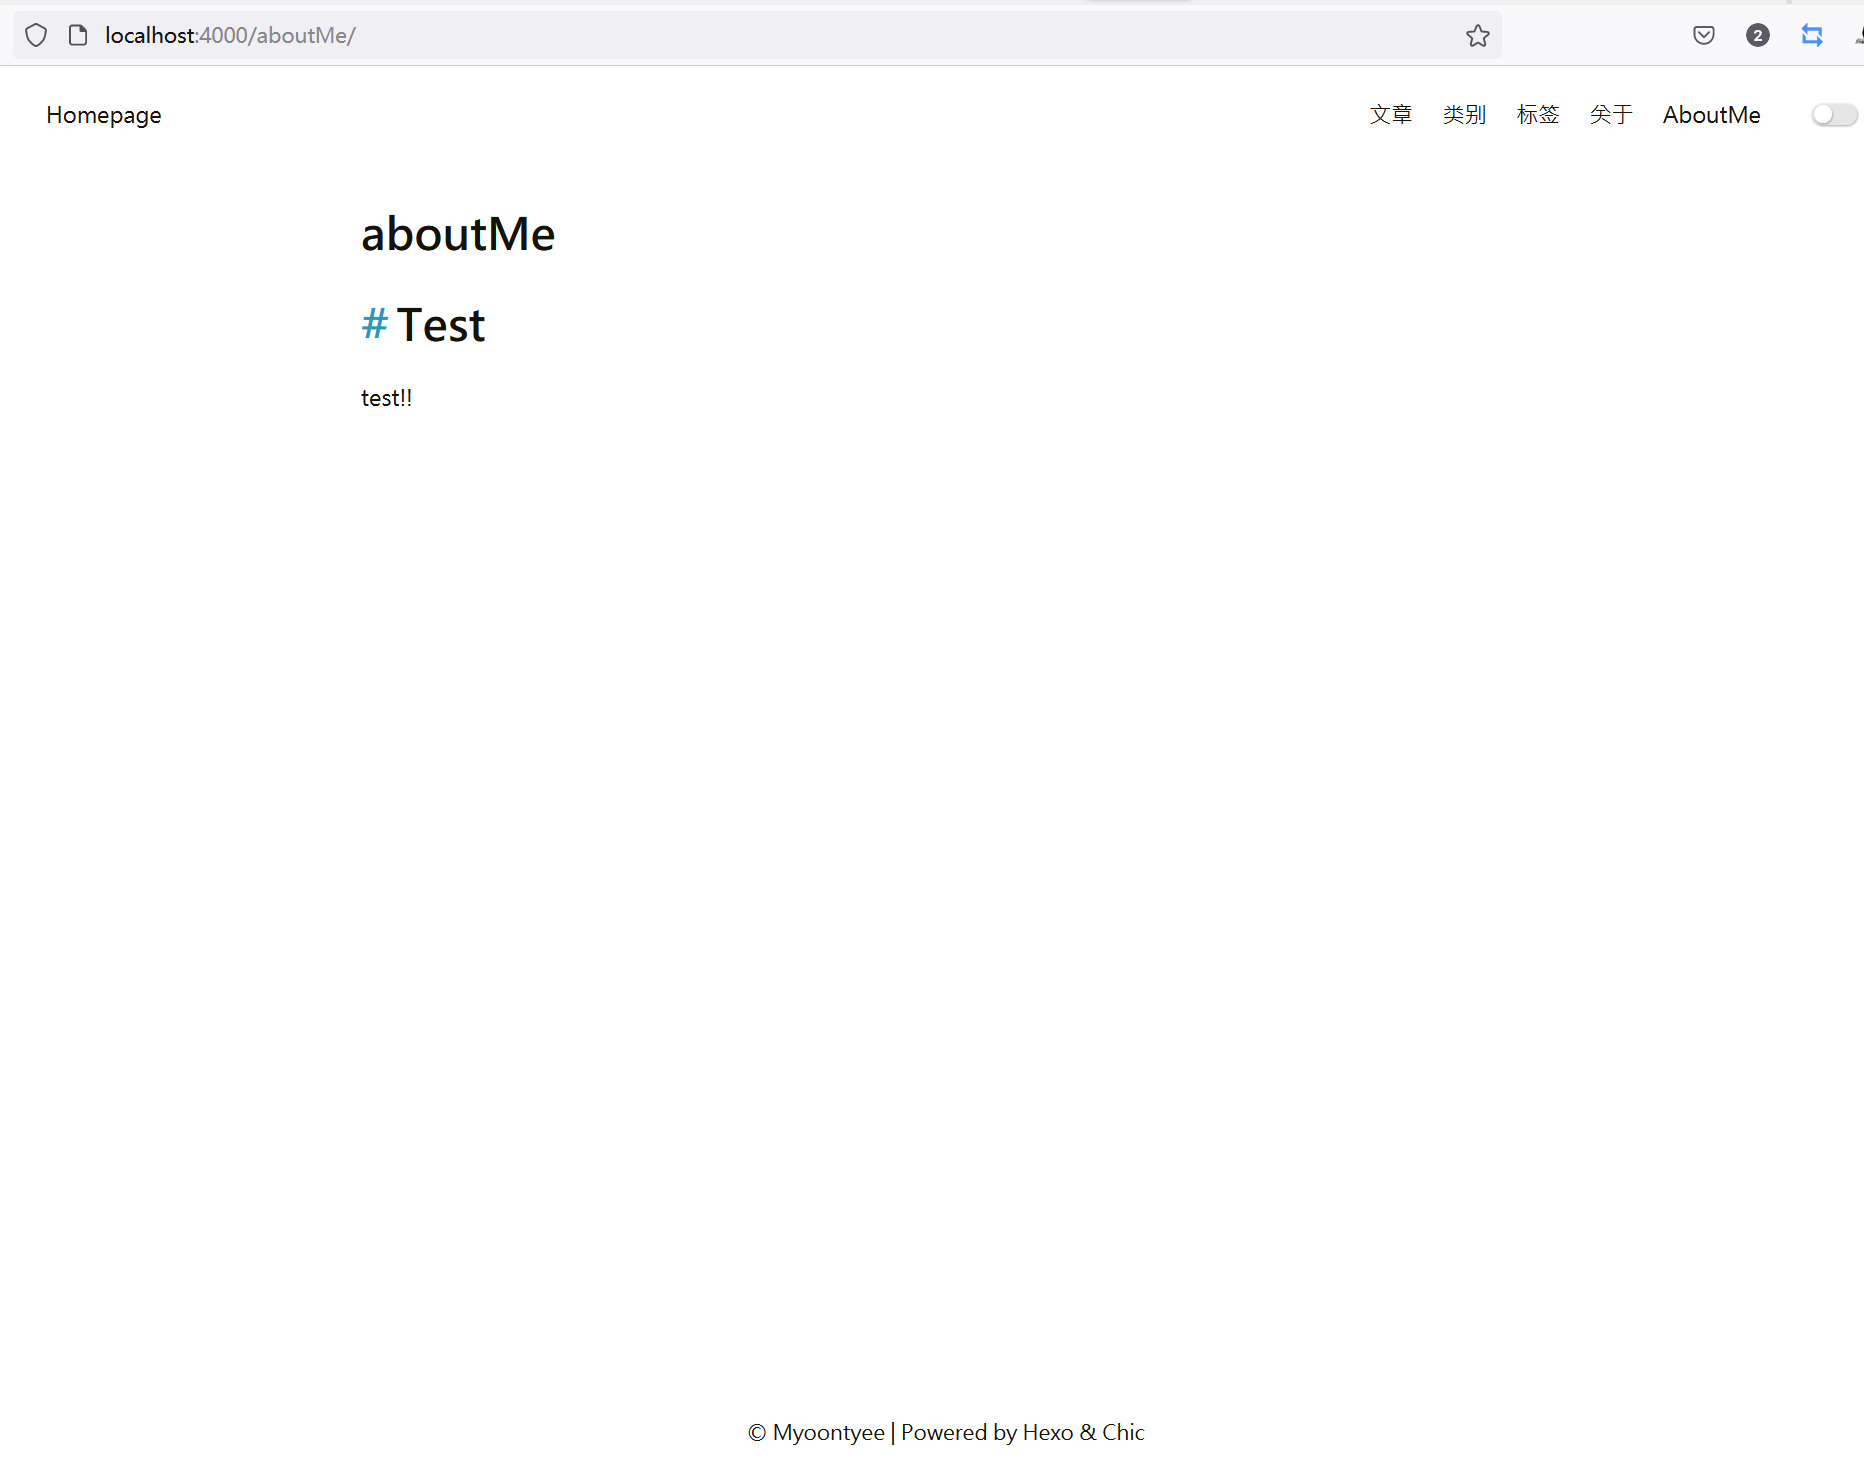 localhost:4000/aboutMe/
2
Homepage 文章 类别 标签 关于 AboutMe
aboutMe
# Test
test!!
© Myoontyee | Powered by Hexo & Chic